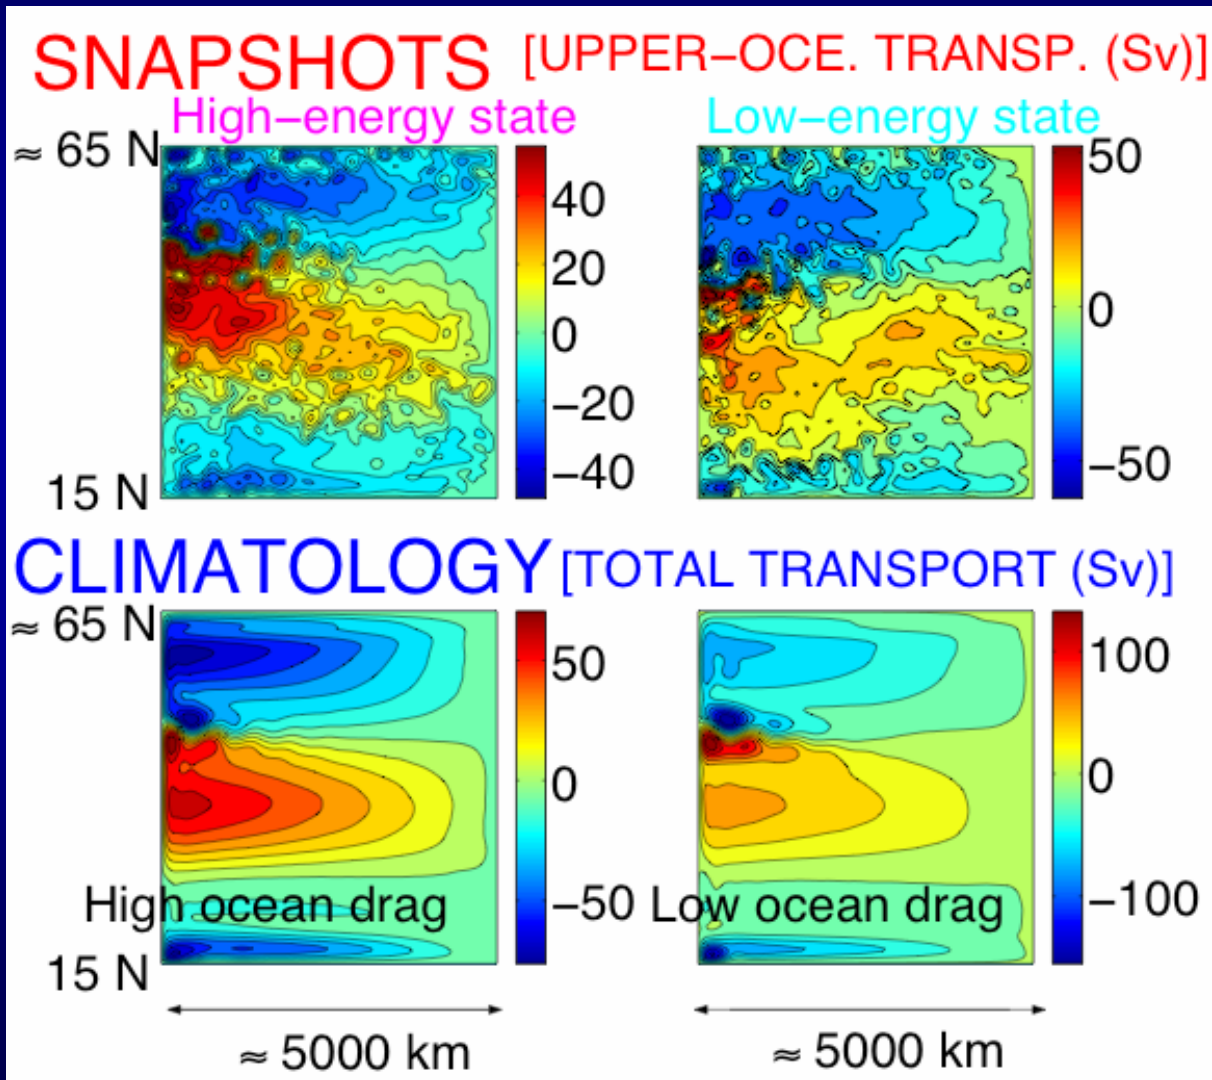 SNAPSHOTS [UPPER−OCE. TRANSP. (Sv)]
High−energy state Low−energy state
≈ 65 N
40
20
0
−20
−40
50
0
−50
15 N
CLIMATOLOGY [TOTAL TRANSPORT (Sv)]
≈ 65 N
50
0
−50
100
0
−100
High ocean drag Low ocean drag
15 N
≈ 5000 km ≈ 5000 km